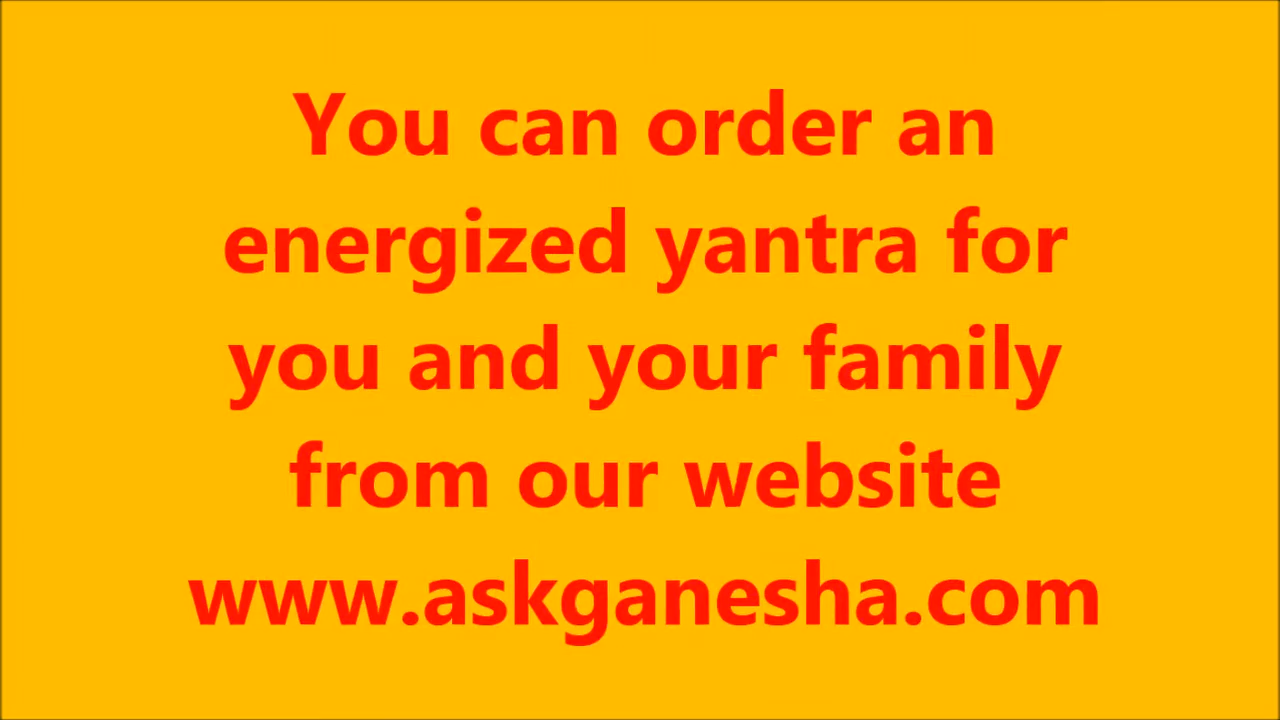 You can order an
energized yantra for
you and your family
from our website
www.askganesha.com